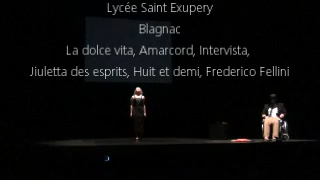 Lycée Saint Exupery
Blagnac
La dolce vita, Amarcord, Intervista,
Jiuletta des esprits, Huit et demi, Frederico Fellini